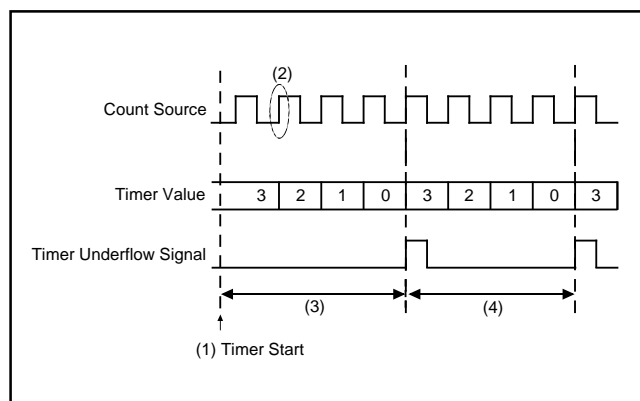 (2)
Count Source
Timer Value 3 2 1 0 3 2 1 0 3
Timer Underflow Signal
(3) (4)
(1) Timer Start